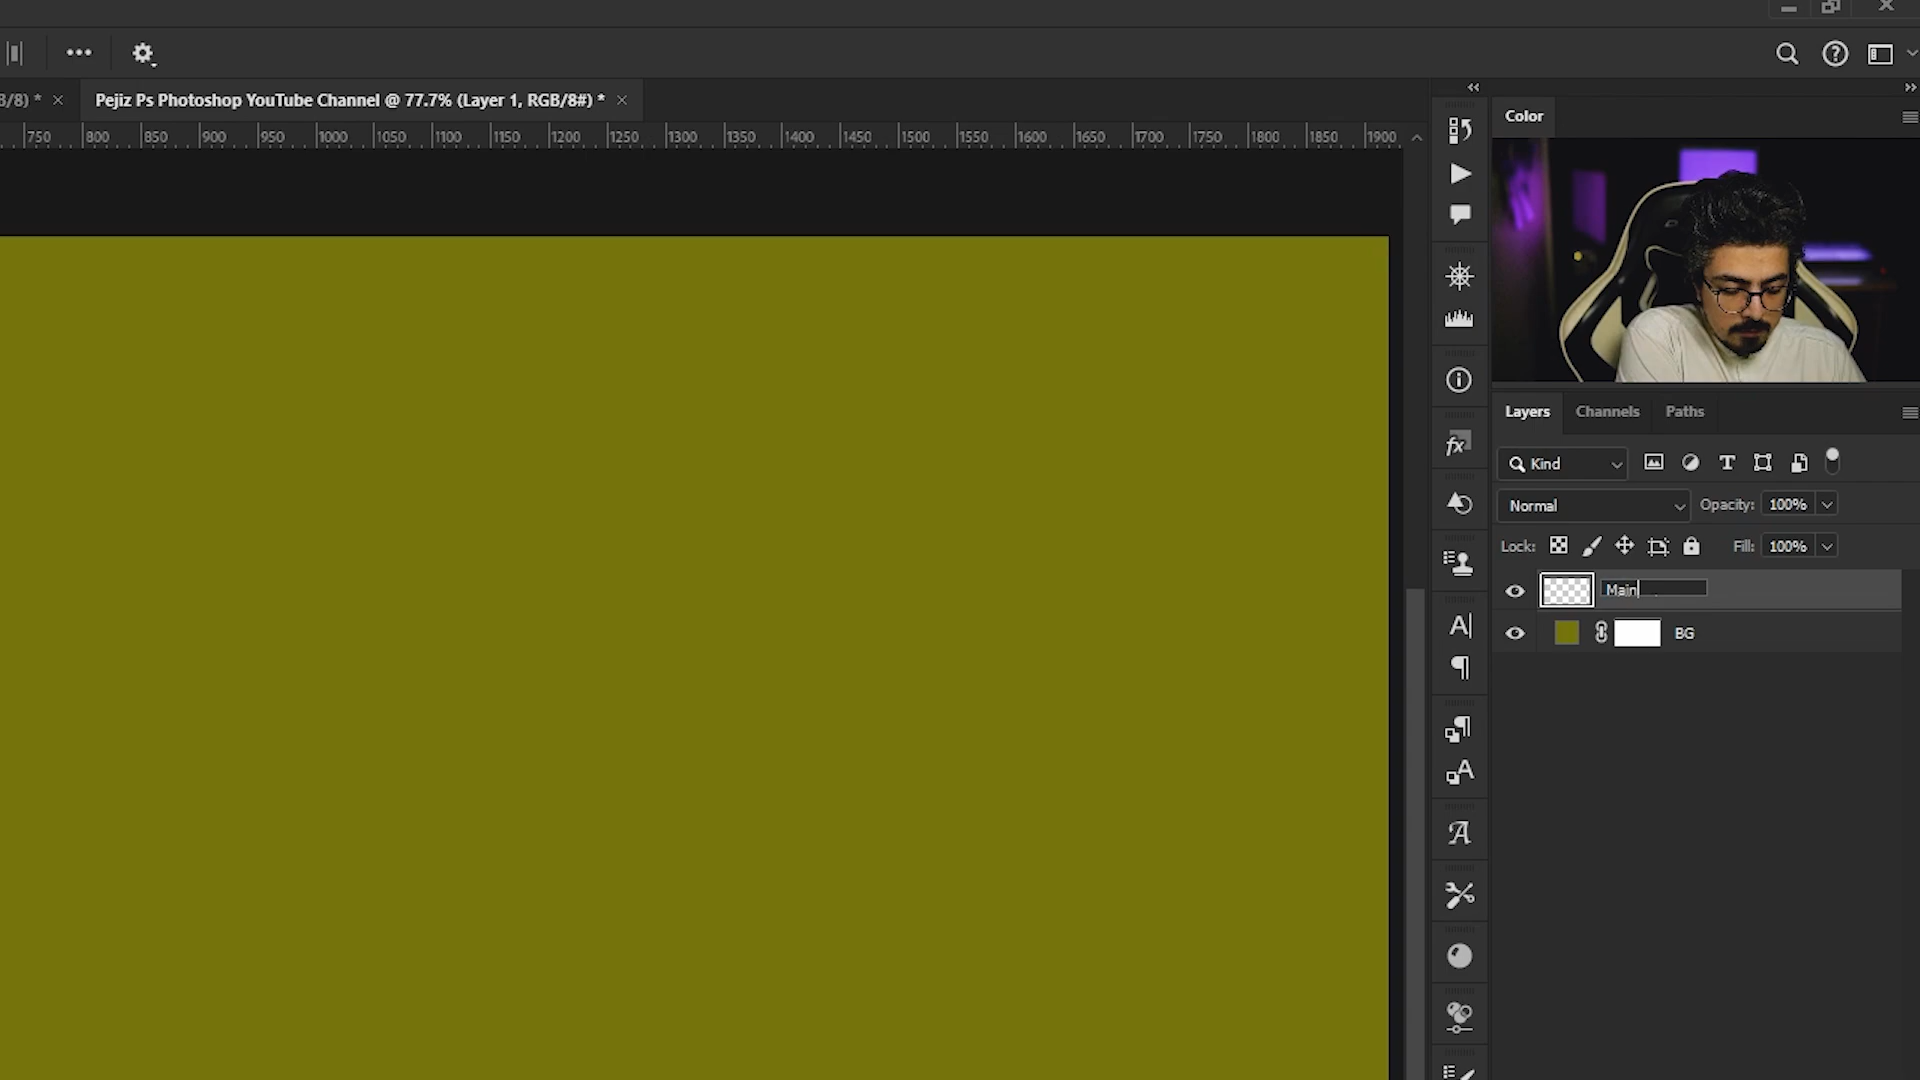 B/8) *
Pejiz Ps Photoshop YouTube Channel @ 77.7% (Layer 1, RGB/8#) *
750 800 850 900 950 1000 1050 1100 1150 1200 1250 1300 1350 1400 1450 1500 1550 1600 1650 1700 1750 1800 1850 1900
Color
Layers Channels Paths
Kind
Normal Opacity: 100%
Lock: Fill: 100%
Main
BG